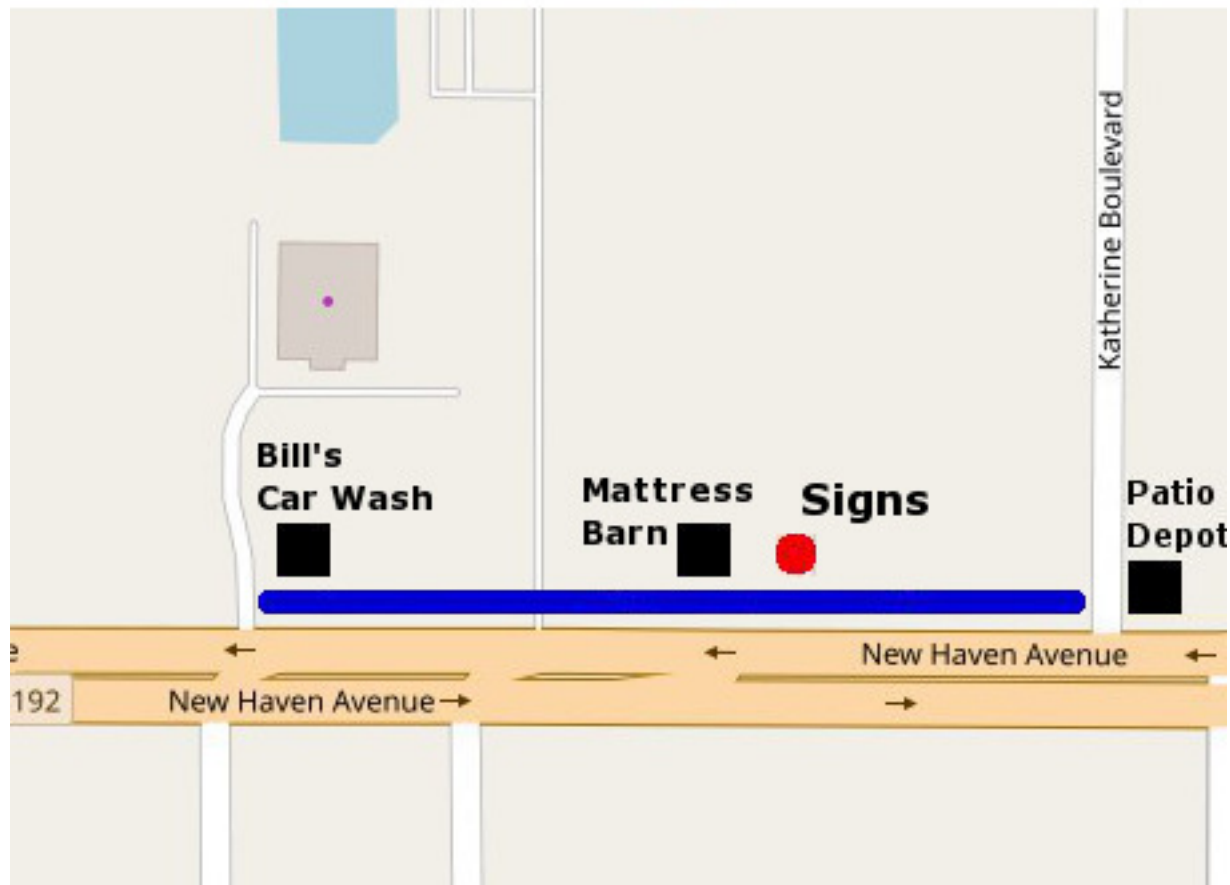 Katherine Boulevard
Bill's
Car Wash
Mattress
Barn
Signs
Patio
Depot
e
New Haven Avenue
192
New Haven Avenue